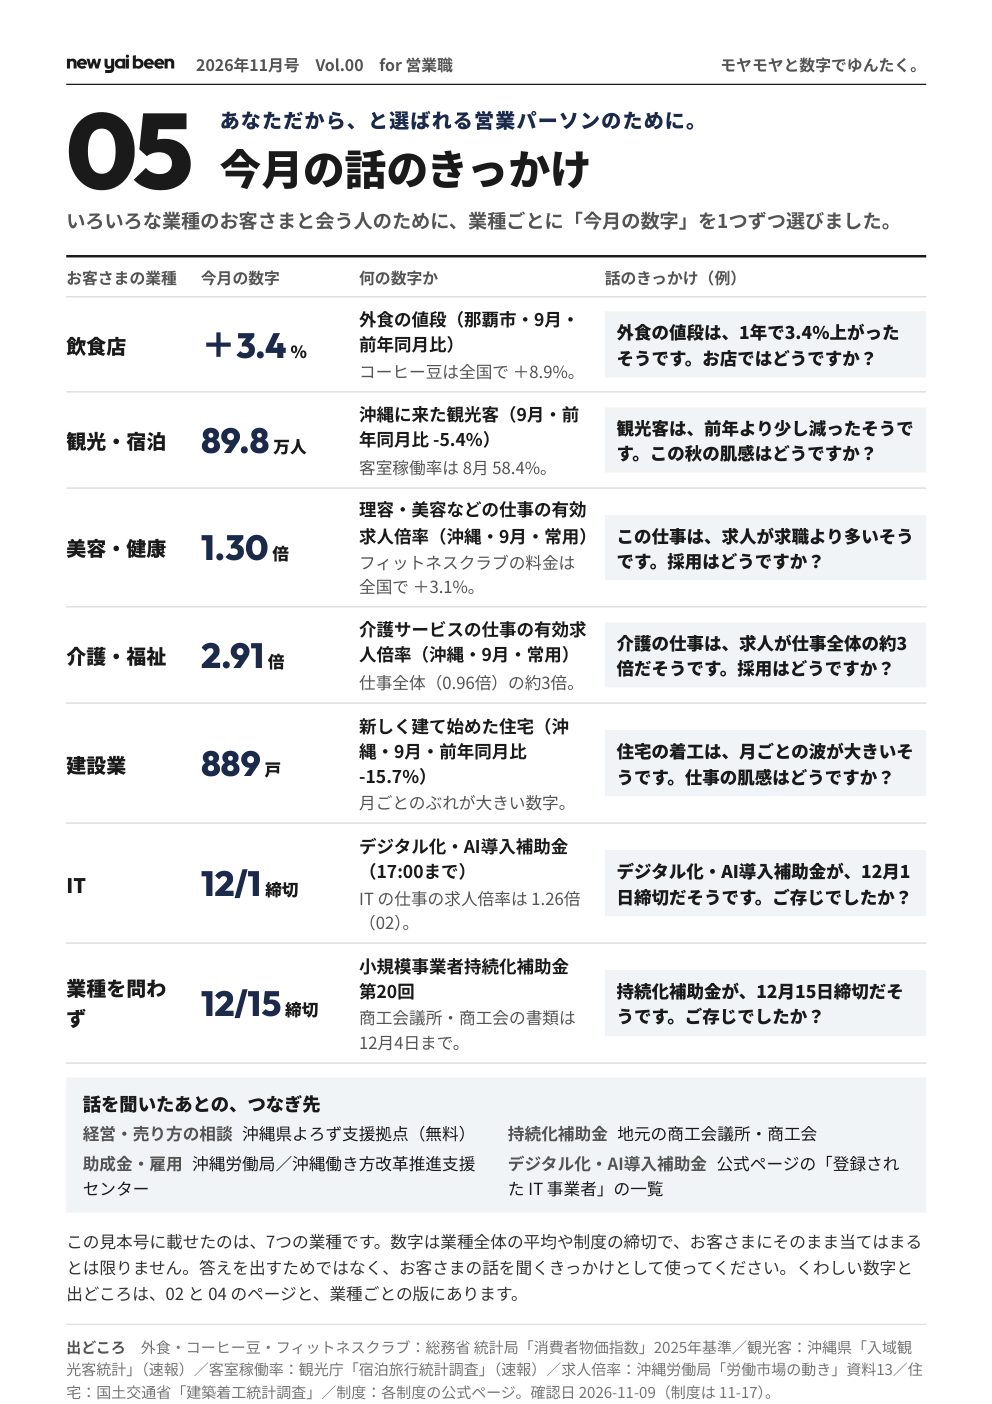 new yai been 2026年11月号 Vol.00 for 営業職 モヤモヤと数字でゆんたく。
05
あなただから、と選ばれる営業パーソンのために。
今月の話のきっかけ
いろいろな業種のお客さまと会う人のために、業種ごとに「今月の数字」を1つずつ選びました。
お客さまの業種 今月の数字 何の数字か 話のきっかけ（例）
飲食店
＋3.4 %
外食の値段（那覇市・9月・
前年同月比）
コーヒー豆は全国で ＋8.9%。
外食の値段は、1年で3.4%上がった
そうです。お店ではどうですか？
観光・宿泊
89.8 万人
沖縄に来た観光客（9月・前
年同月比 -5.4%）
客室稼働率は 8月 58.4%。
観光客は、前年より少し減ったそうで
す。この秋の肌感はどうですか？
美容・健康
1.30 倍
理容・美容などの仕事の有効
求人倍率（沖縄・9月・常用）
フィットネスクラブの料金は
全国で ＋3.1%。
この仕事は、求人が求職より多いそう
です。採用はどうですか？
介護・福祉
2.91 倍
介護サービスの仕事の有効求
人倍率（沖縄・9月・常用）
仕事全体（0.96倍）の約3倍。
介護の仕事は、求人が仕事全体の約3
倍だそうです。採用はどうですか？
建設業
889 戸
新しく建て始めた住宅（沖
縄・9月・前年同月比
-15.7%）
月ごとのぶれが大きい数字。
住宅の着工は、月ごとの波が大きいそ
うです。仕事の肌感はどうですか？
IT
12/1 締切
デジタル化・AI導入補助金
（17:00まで）
IT の仕事の求人倍率は 1.26倍
（02）。
デジタル化・AI導入補助金が、12月1
日締切だそうです。ご存じでしたか？
業種を問わ
ず
12/15 締切
小規模事業者持続化補助金
第20回
商工会議所・商工会の書類は
12月4日まで。
持続化補助金が、12月15日締切だそ
うです。ご存じでしたか？
話を聞いたあとの、つなぎ先
経営・売り方の相談 沖縄県よろず支援拠点（無料）
持続化補助金 地元の商工会議所・商工会
助成金・雇用 沖縄労働局／沖縄働き方改革推進支援
センター
デジタル化・AI導入補助金 公式ページの「登録され
た IT 事業者」の一覧
この見本号に載せたのは、7つの業種です。数字は業種全体の平均や制度の締切で、お客さまにそのまま当てはまる
とは限りません。答えを出すためではなく、お客さまの話を聞くきっかけとして使ってください。くわしい数字と
出どころは、02 と 04 のページと、業種ごとの版にあります。
出どころ 外食・コーヒー豆・フィットネスクラブ：総務省 統計局「消費者物価指数」2025年基準／観光客：沖縄県「入域観
光客統計」（速報）／客室稼働率：観光庁「宿泊旅行統計調査」（速報）／求人倍率：沖縄労働局「労働市場の動き」資料13／住
宅：国土交通省「建築着工統計調査」／制度：各制度の公式ページ。確認日 2026-11-09（制度は 11-17）。